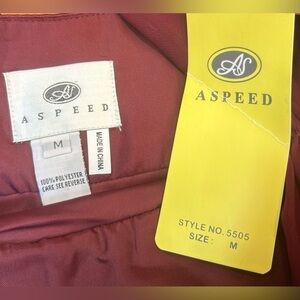 AS
ASPEED
M
MADE IN CHINA
100% POLYESTER
CARE SEE REVERSE
AS
ASPEED
STYLE NO. 5505
SIZE: M